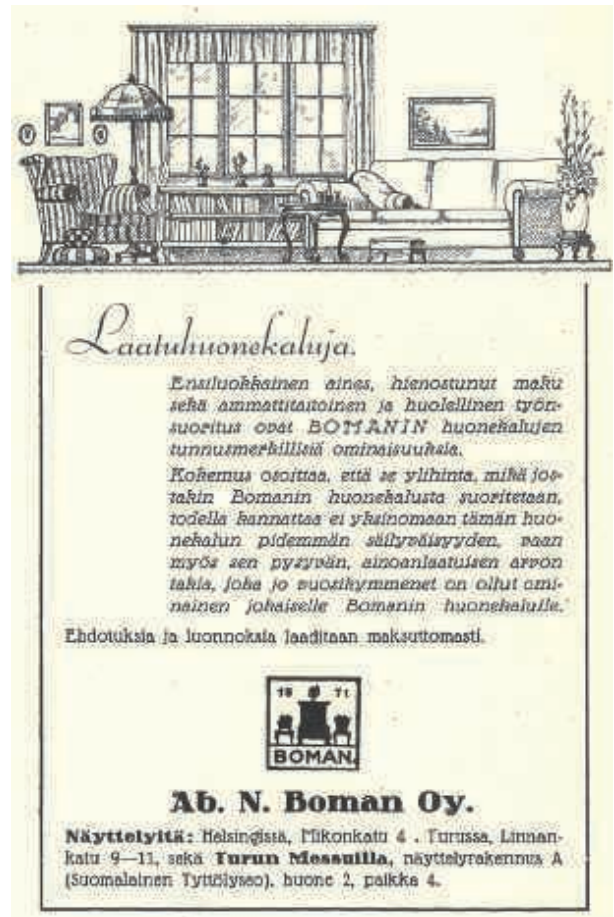 Laatuhuonekaluja.
Ensiluokkainen aines, hienostunut maku
sekä ammattitaitoinen ja huolellinen työn-
suoritus ovat BOMANIN huonekalujen
tunnusmerkillisiä ominaisuuksia.
Kokemus osoittaa, että se ylihinta, mikä jos-
takin Bomanin huonekalusta suoritetaan,
todella kannattaa ei yksinomaan tämän huo-
nekalun pidemmän säilyväisyyden, vaan
myös sen pysyvän, ainoanlaatuisen arvon
takia, joka jo vuosikymmenet on ollut omi-
nainen jokaiselle Bomanin huonekalulle.
Ehdotuksia ja luonnoksia laaditaan maksuttomasti.
18 71
BOMAN.
Ab. N. Boman Oy.
Näyttelyitä: Helsingissä, Mikonkatu 4 . Turussa, Linnan-
katu 9—11, sekä Turun Messuilla, näyttelyrakennus A
(Suomalainen Tyttölyseo), huone 2, paikka 4.